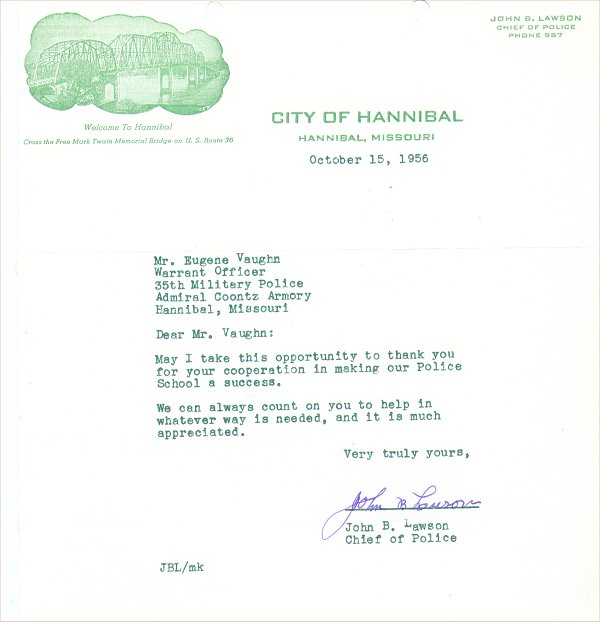 JOHN B. LAWSON
CHIEF OF POLICE
PHONE 987
Welcome To Hannibal
Cross the Free Mark Twain Memorial Bridge on U. S. Route 36
CITY OF HANNIBAL
HANNIBAL, MISSOURI
October 15, 1956
Mr. Eugene Vaughn
Warrant Officer
35th Military Police
Admiral Coontz Armory
Hannibal, Missouri
Dear Mr. Vaughn:
May I take this opportunity to thank you
for your cooperation in making our Police
School a success.
We can always count on you to help in
whatever way is needed, and it is much
appreciated.
Very truly yours,
John B Lawson
John B. Lawson
Chief of Police
JBL/mk